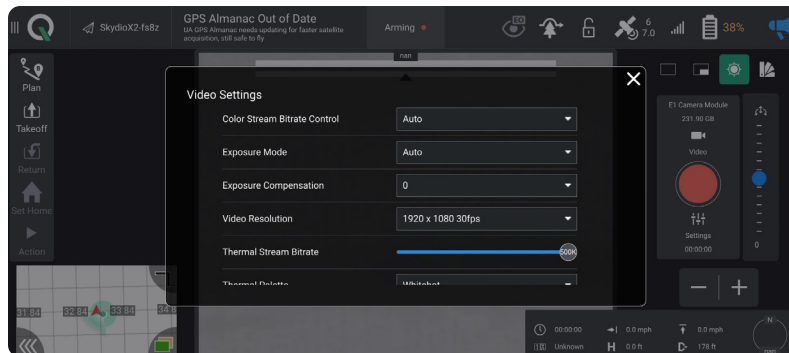 SkydioX2-fs8z
GPS Almanac Out of Date
UA GPS Almanac needs updating for faster satellite
acquisition, still safe to fly
Arming
6
7.0
38%
nan
Plan
Takeoff
Return
Set Home
Action
Video Settings
Color Stream Bitrate Control
Auto
Exposure Mode
Auto
Exposure Compensation
0
Video Resolution
1920 x 1080 30fps
Thermal Stream Bitrate
500K
Thermal Palette
Whitehot
E1 Camera Module
231.90 GB
Video
Settings
00:00:00
0
31 84
32 84
33 84
00:00:00
0.0 mph
0.0 mph
N
Unknown
H
0.0 ft
D
178 ft
nan